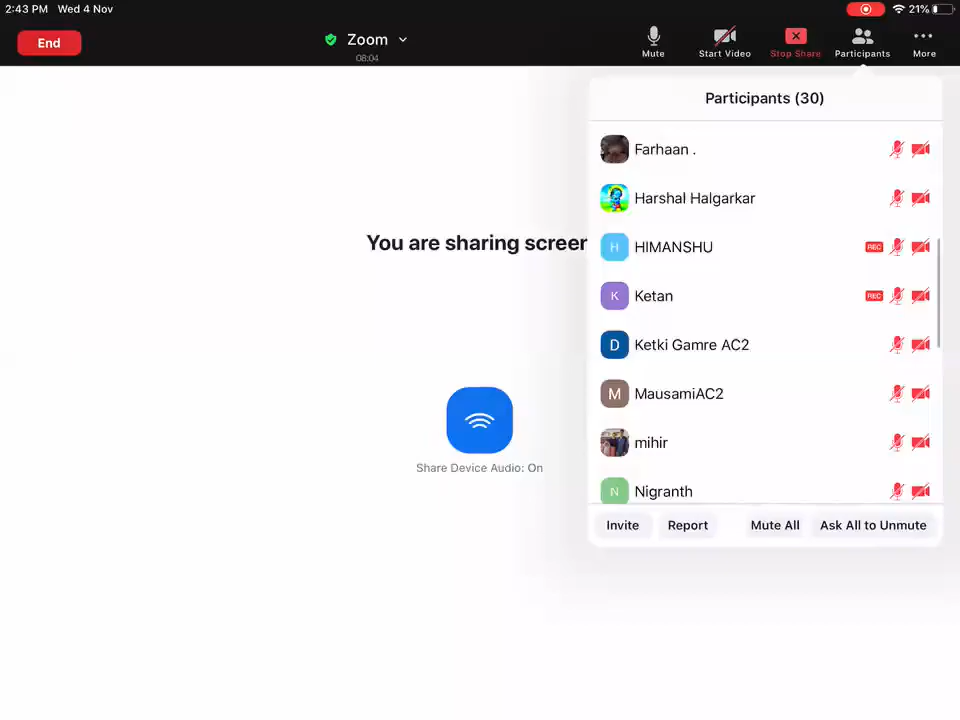 2:43 PM Wed 4 Nov 21%
End
Zoom
08:04
Mute
Start Video
Stop Share
Participants
More
Participants (30)
Farhaan .
Harshal Halgarkar
You are sharing screen
H HIMANSHU REC
K Ketan REC
D Ketki Gamre AC2
M MausamiAC2
mihir
Share Device Audio: On
N Nigranth
Invite
Report
Mute All
Ask All to Unmute